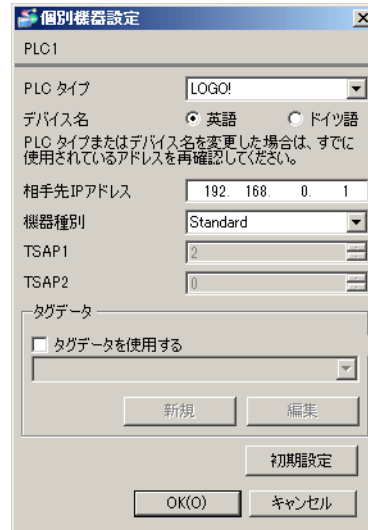 個別機器設定
PLC1
PLC タイプ LOGO!
デバイス名 英語 ドイツ語
PLC タイプまたはデバイス名を変更した場合は、すでに
使用されているアドレスを再確認してください。
相手先IPアドレス 192. 168. 0. 1
機器種別 Standard
TSAP1 2
TSAP2 0
タグデータ
タグデータを使用する
新規 編集
初期設定
OK(O) キャンセル